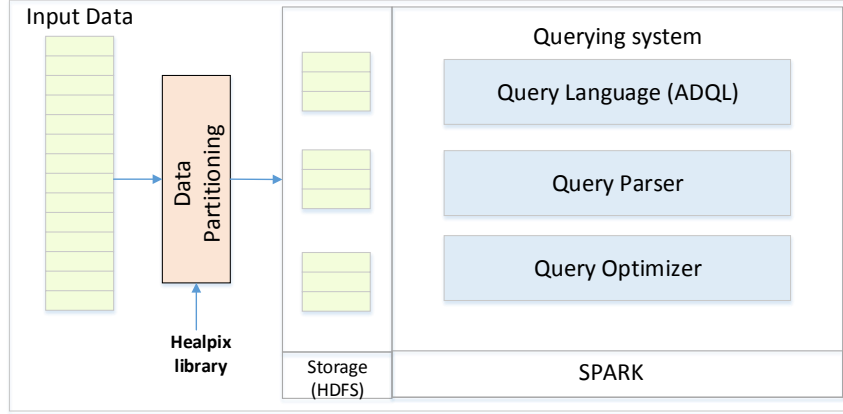 Input Data
Data
Partitioning
Healpix
library
Storage
(HDFS)
Querying system
Query Language (ADQL)
Query Parser
Query Optimizer
SPARK